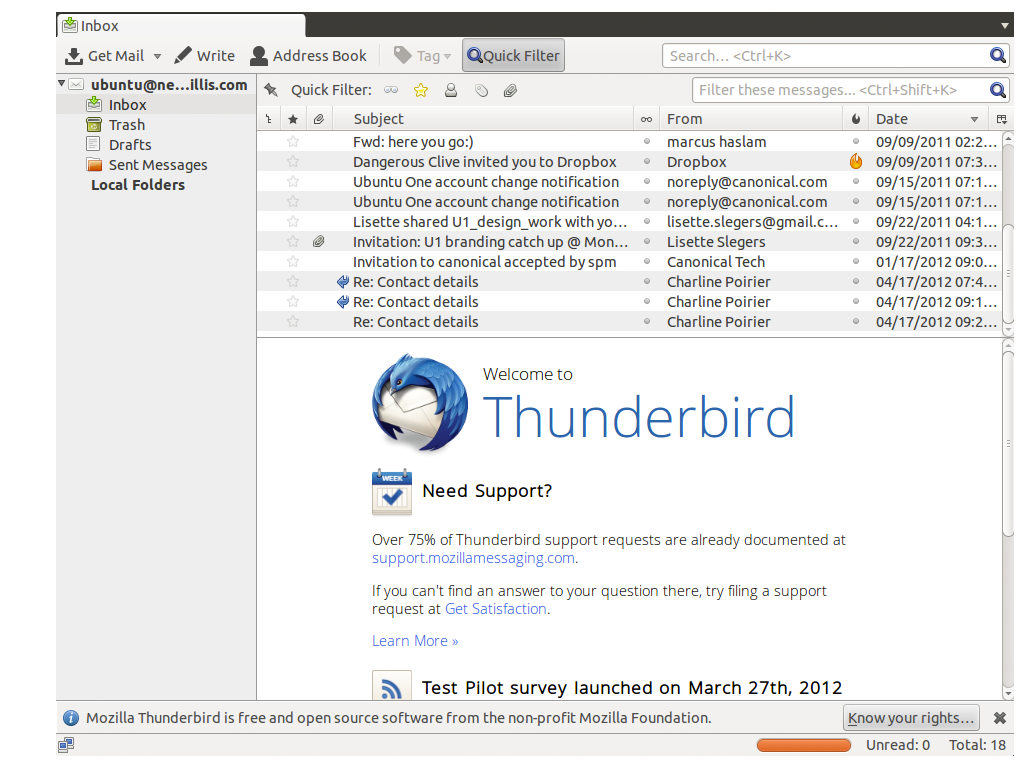 Inbox
Get Mail Write Address Book Tag Quick Filter Search... <Ctrl+K>
ubuntu@ne...illis.com
Inbox
Trash
Drafts
Sent Messages
Local Folders
Quick Filter: Filter these messages... <Ctrl+Shift+K>
Subject From Date
Fwd: here you go:) marcus haslam 09/09/2011 02:2...
Dangerous Clive invited you to Dropbox Dropbox 09/09/2011 07:3...
Ubuntu One account change notification noreply@canonical.com 09/15/2011 07:1...
Ubuntu One account change notification noreply@canonical.com 09/15/2011 07:1...
Lisette shared U1_design_work with yo... lisette.slegers@gmail.c... 09/22/2011 04:1...
Invitation: U1 branding catch up @ Mon... Lisette Slegers 09/22/2011 09:3...
Invitation to canonical accepted by spm Canonical Tech 01/17/2012 09:0...
Re: Contact details Charline Poirier 04/17/2012 07:4...
Re: Contact details Charline Poirier 04/17/2012 09:1...
Re: Contact details Charline Poirier 04/17/2012 09:2...
Welcome to
Thunderbird
WEEK
Need Support?
Over 75% of Thunderbird support requests are already documented at
support.mozillamessaging.com.
If you can't find an answer to your question there, try filing a support
request at Get Satisfaction.
Learn More »
Test Pilot survey launched on March 27th, 2012
Mozilla Thunderbird is free and open source software from the non-profit Mozilla Foundation. Know your rights...
Unread: 0 Total: 18